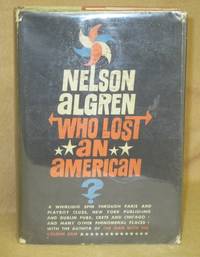 NELSON
ALGREN
WHO LOST
AN
AMERICAN
?
A WHIRLING SPIN THROUGH PARIS AND
PLAYBOY CLUBS, NEW YORK PUBLISHING
AND DUBLIN PUBS, CRETE AND CHICAGO -
AND MANY OTHER PHENOMENAL PLACES -
WITH THE AUTHOR OF THE MAN WITH THE
GOLDEN ARM